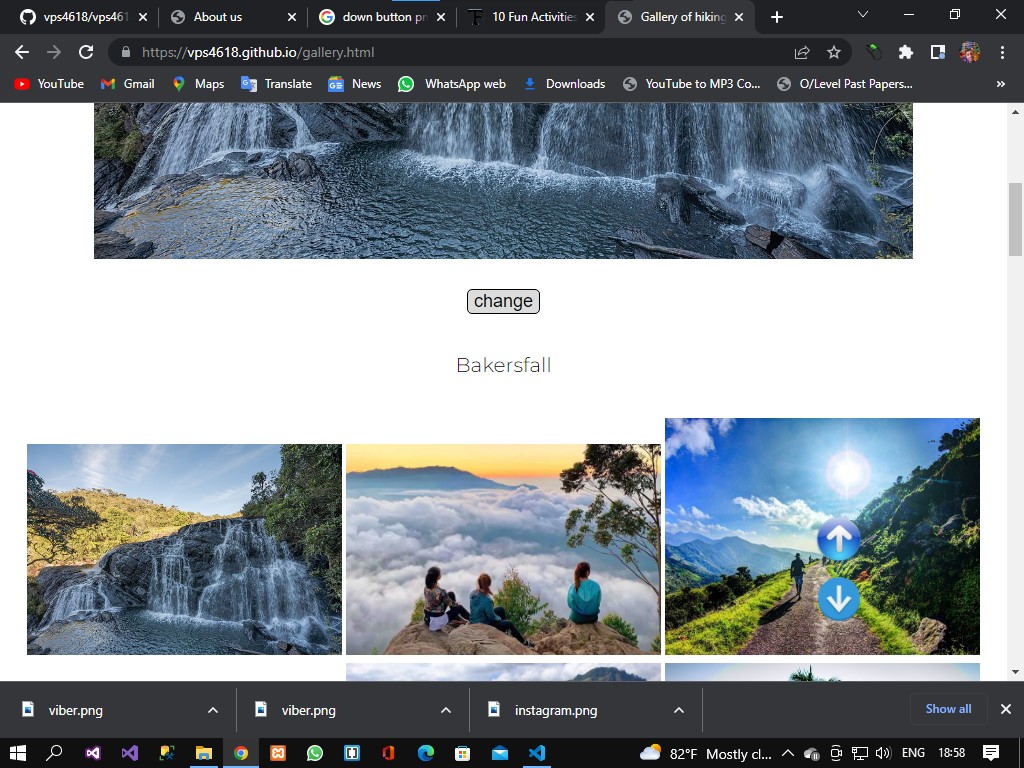 vps4618/vps461
About us
down button pn
10 Fun Activities
Gallery of hiking
https://vps4618.github.io/gallery.html
YouTube
Gmail
Maps
Translate
News
WhatsApp web
Downloads
YouTube to MP3 Co...
O/Level Past Papers...
»
change
Bakersfall
viber.png
viber.png
instagram.png
Show all
82°F Mostly cl...
ENG
18:58